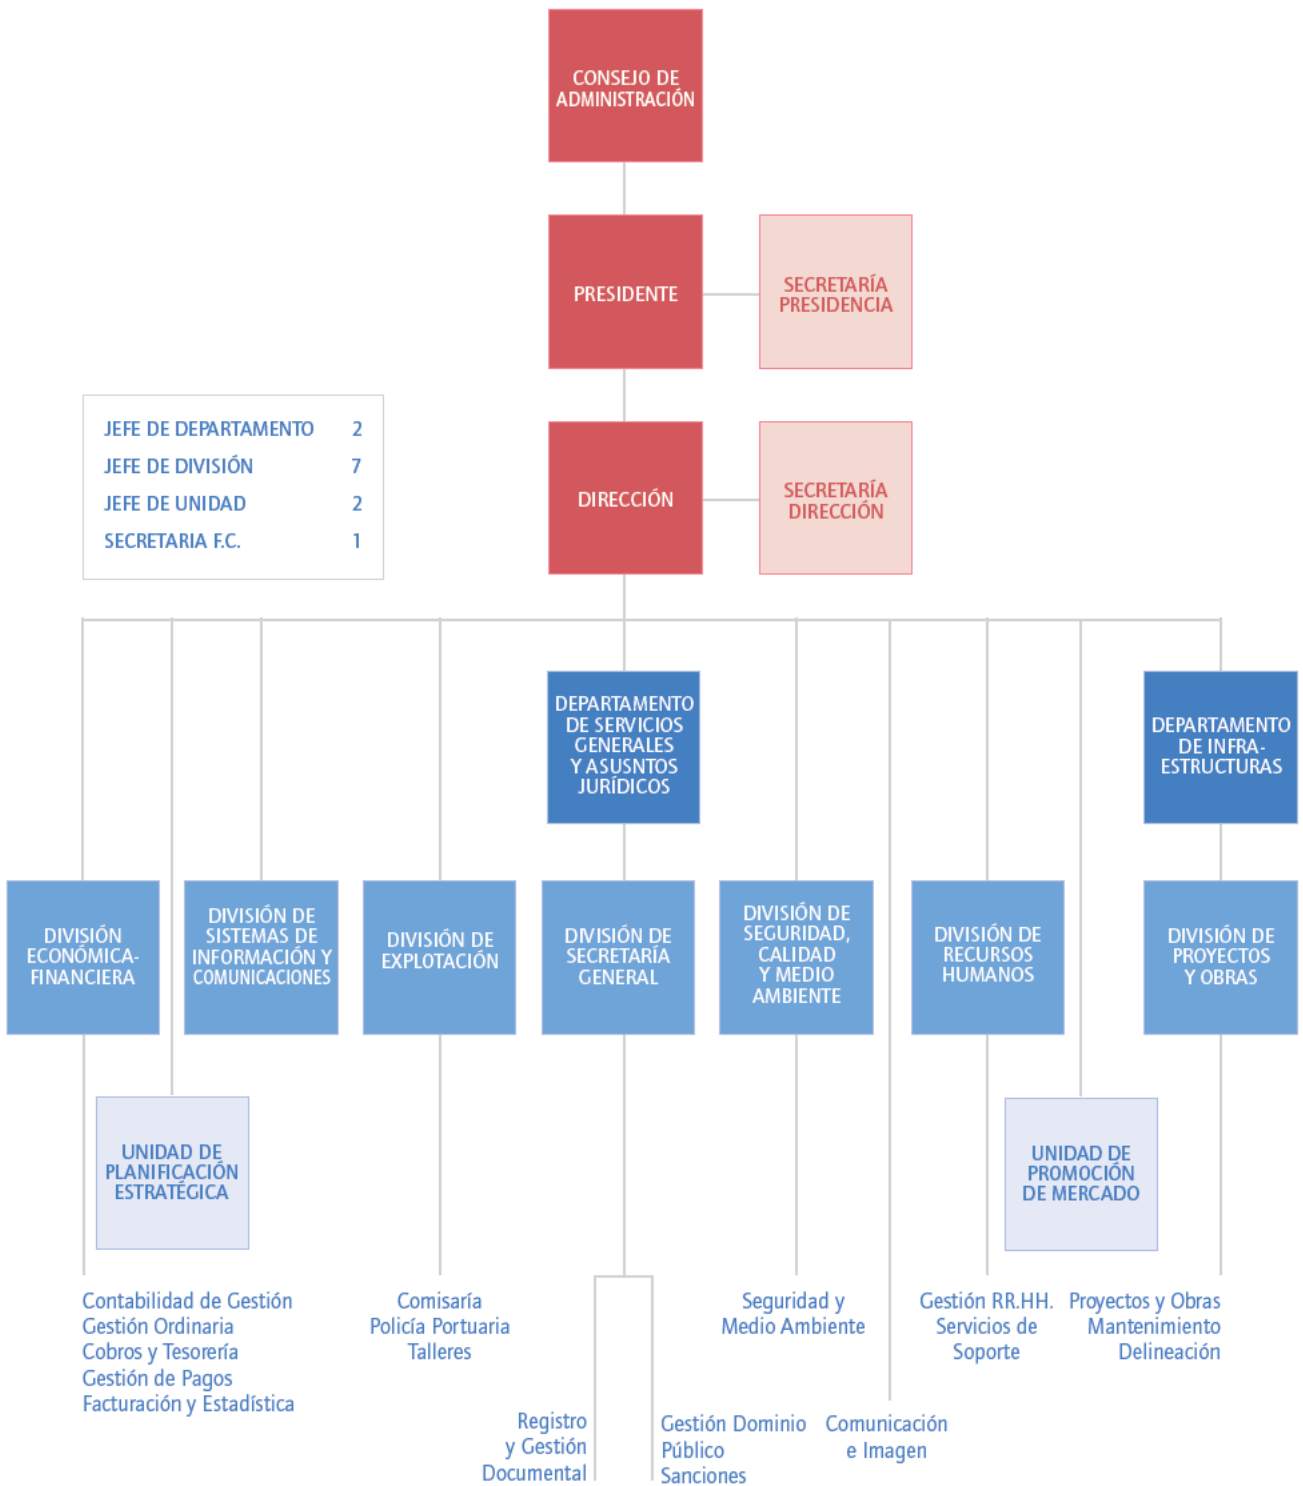 CONSEJO DE
ADMINISTRACIÓN
PRESIDENTE
SECRETARÍA
PRESIDENCIA
JEFE DE DEPARTAMENTO 2
JEFE DE DIVISIÓN 7
JEFE DE UNIDAD 2
SECRETARIA F.C. 1
DIRECCIÓN
SECRETARÍA
DIRECCIÓN
DEPARTAMENTO
DE SERVICIOS
GENERALES
Y ASUSNTOS
JURÍDICOS
DEPARTAMENTO
DE INFRA-
ESTRUCTURAS
DIVISIÓN
ECONÓMICA-
FINANCIERA
DIVISIÓN DE
SISTEMAS DE
INFORMACIÓN Y
COMUNICACIONES
DIVISIÓN DE
EXPLOTACIÓN
DIVISIÓN DE
SECRETARÍA
GENERAL
DIVISIÓN DE
SEGURIDAD,
CALIDAD
Y MEDIO
AMBIENTE
DIVISIÓN DE
RECURSOS
HUMANOS
DIVISIÓN DE
PROYECTOS
Y OBRAS
UNIDAD DE
PLANIFICACIÓN
ESTRATÉGICA
UNIDAD DE
PROMOCIÓN
DE MERCADO
Contabilidad de Gestión
Gestión Ordinaria
Cobros y Tesorería
Gestión de Pagos
Facturación y Estadística
Comisaría
Policía Portuaria
Talleres
Registro
y Gestión
Documental
Gestión Dominio
Público
Sanciones
Seguridad y
Medio Ambiente
Comunicación
e Imagen
Gestión RR.HH.
Servicios de
Soporte
Proyectos y Obras
Mantenimiento
Delineación